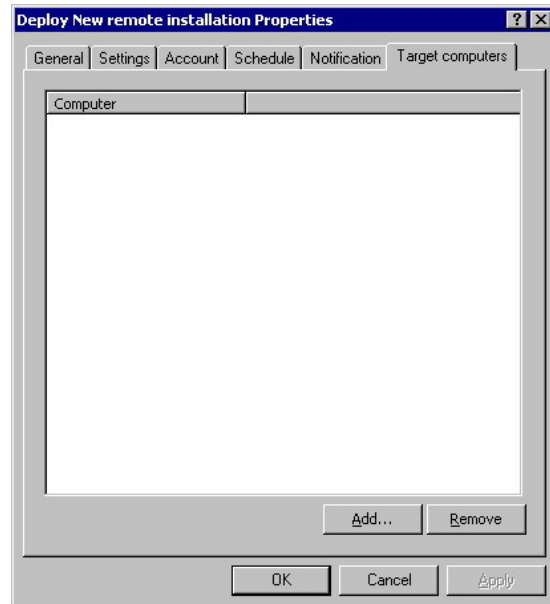 Deploy New remote installation Properties
General Settings Account Schedule Notification Target computers
Computer
Add... Remove
OK Cancel Apply